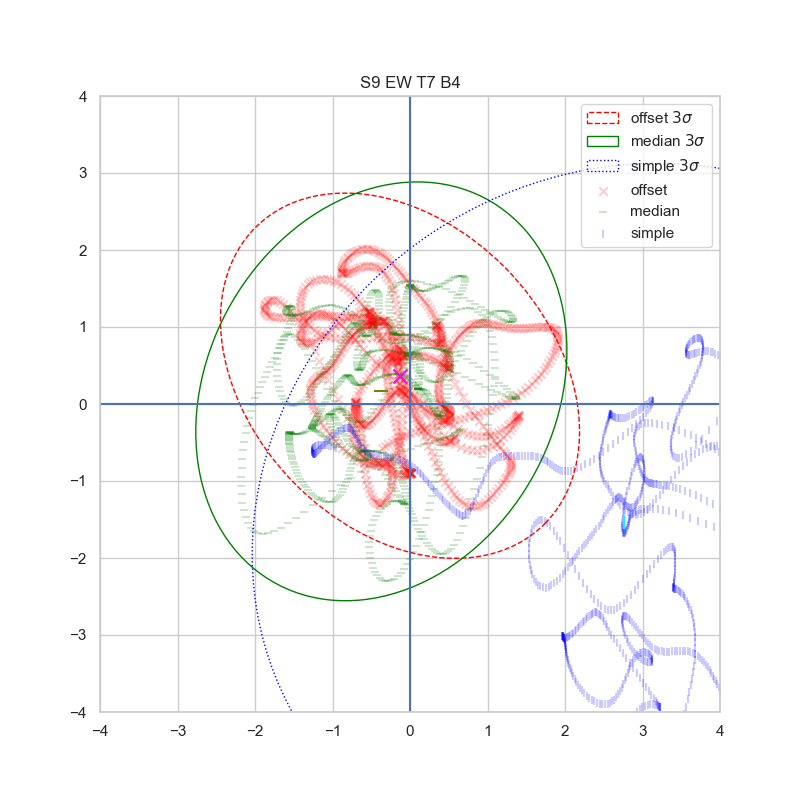 S9 EW T7 B4
offset 3σ
median 3σ
simple 3σ
offset
median
simple
4
3
2
1
0
−1
−2
−3
−4
−4 −3 −2 −1 0 1 2 3 4